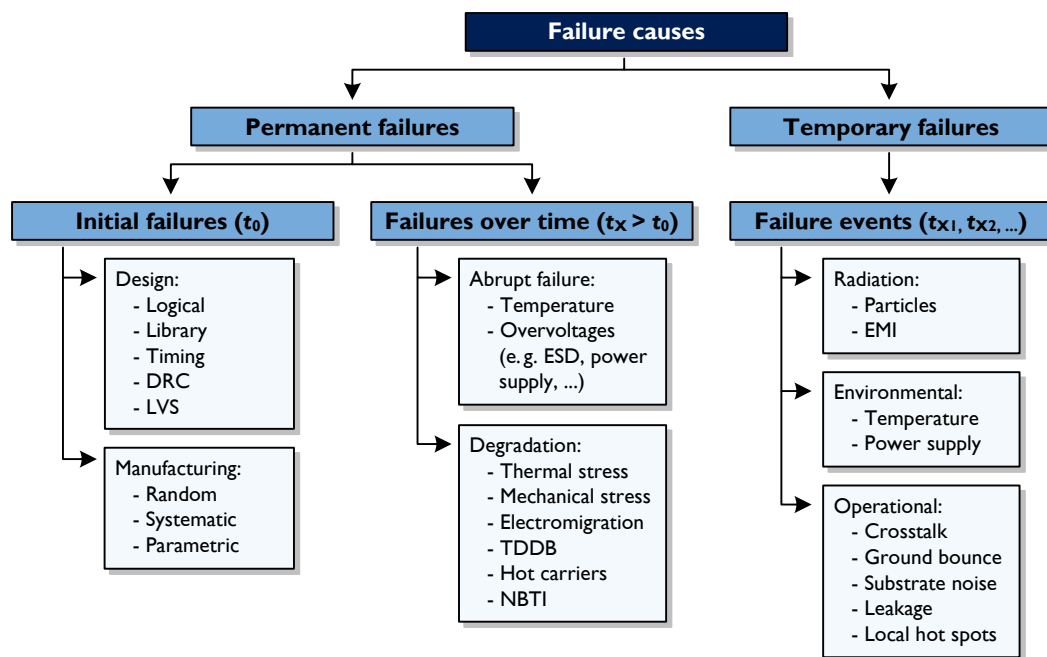 Failure causes
Permanent failures
Temporary failures
Initial failures (t0)
Failures over time (tx > t0)
Failure events (tx1, tx2, ...)
Design:
- Logical
- Library
- Timing
- DRC
- LVS
Manufacturing:
- Random
- Systematic
- Parametric
Abrupt failure:
- Temperature
- Overvoltages
(e. g. ESD, power
supply, ...)
Degradation:
- Thermal stress
- Mechanical stress
- Electromigration
- TDDB
- Hot carriers
- NBTI
Radiation:
- Particles
- EMI
Environmental:
- Temperature
- Power supply
Operational:
- Crosstalk
- Ground bounce
- Substrate noise
- Leakage
- Local hot spots